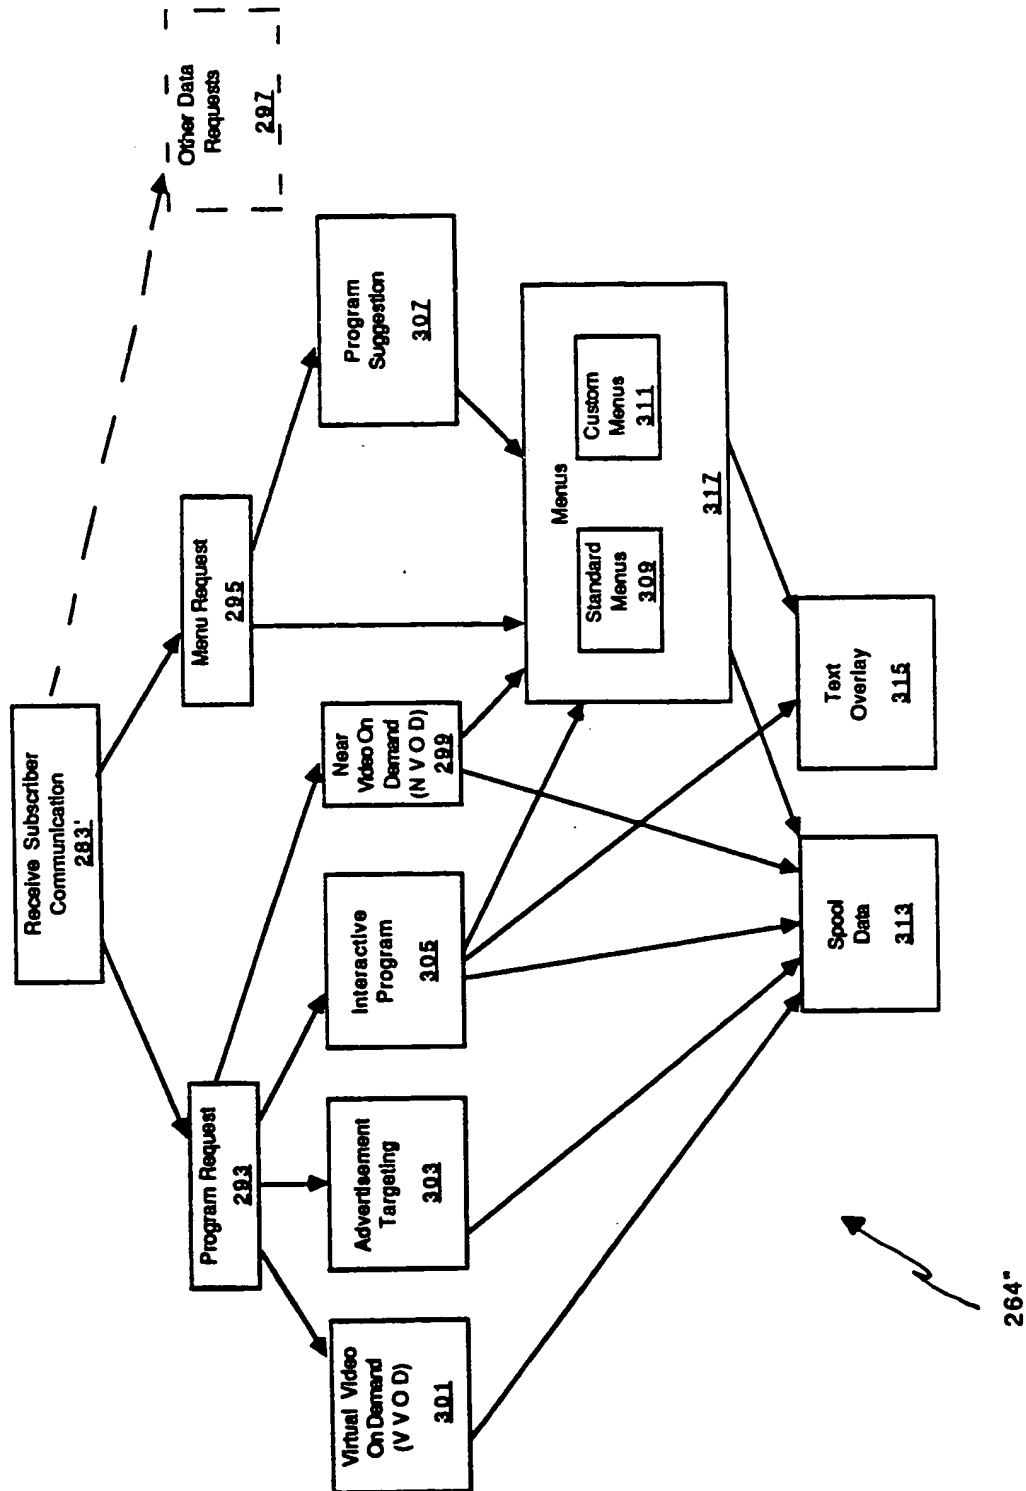 Receive Subscriber
Communication
283'
Other Data
Requests
297
Program Request
293
Menu Request
295
Virtual Video
On Demand
(V V O D)
301
Advertisement
Targeting
303
Interactive
Program
305
Near
Video On
Demand
(N V O D)
299
Program
Suggestion
307
Menus
Standard
Menus
309
Custom
Menus
311
317
Spool
Data
313
Text
Overlay
315
264"